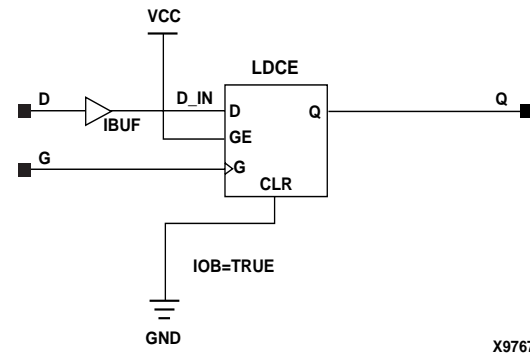 VCC
LDCE
D
D_IN
IBUF
D
Q
Q
GE
G
G
CLR
IOB=TRUE
GND
X9767